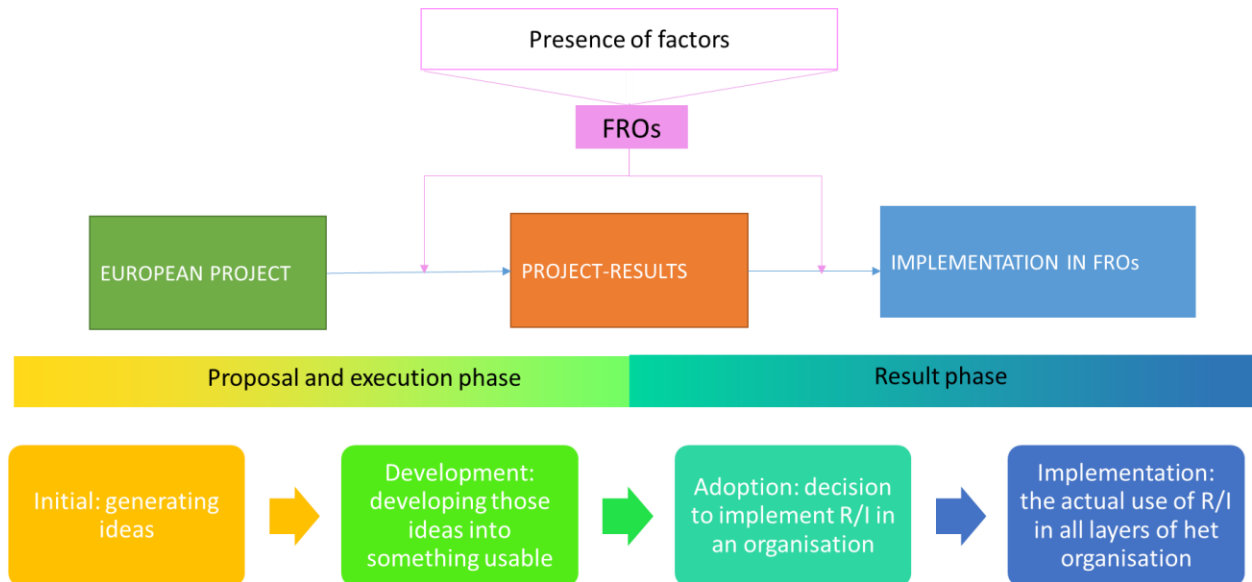 Presence of factors
FROs
EUROPEAN PROJECT
PROJECT-RESULTS
IMPLEMENTATION IN FROs
Proposal and execution phase
Result phase
Initial: generating
ideas
Development:
developing those
ideas into
something usable
Adoption: decision
to implement R/I in
an organisation
Implementation:
the actual use of R/I
in all layers of het
organisation